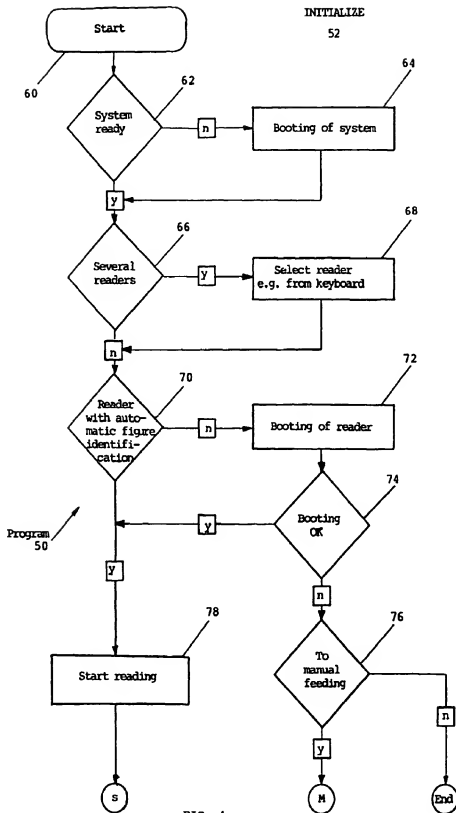 INITIALIZE
52
Start
60
62
System
ready
n
64
Booting of system
y
66
Several
readers
y
68
Select reader
e.g. from keyboard
n
70
Reader
with auto-
matic figure
identifi-
cation
n
72
Booting of reader
74
Booting
OK
y
Program
50
y
n
78
Start reading
76
To
manual
feeding
n
y
s
M
End